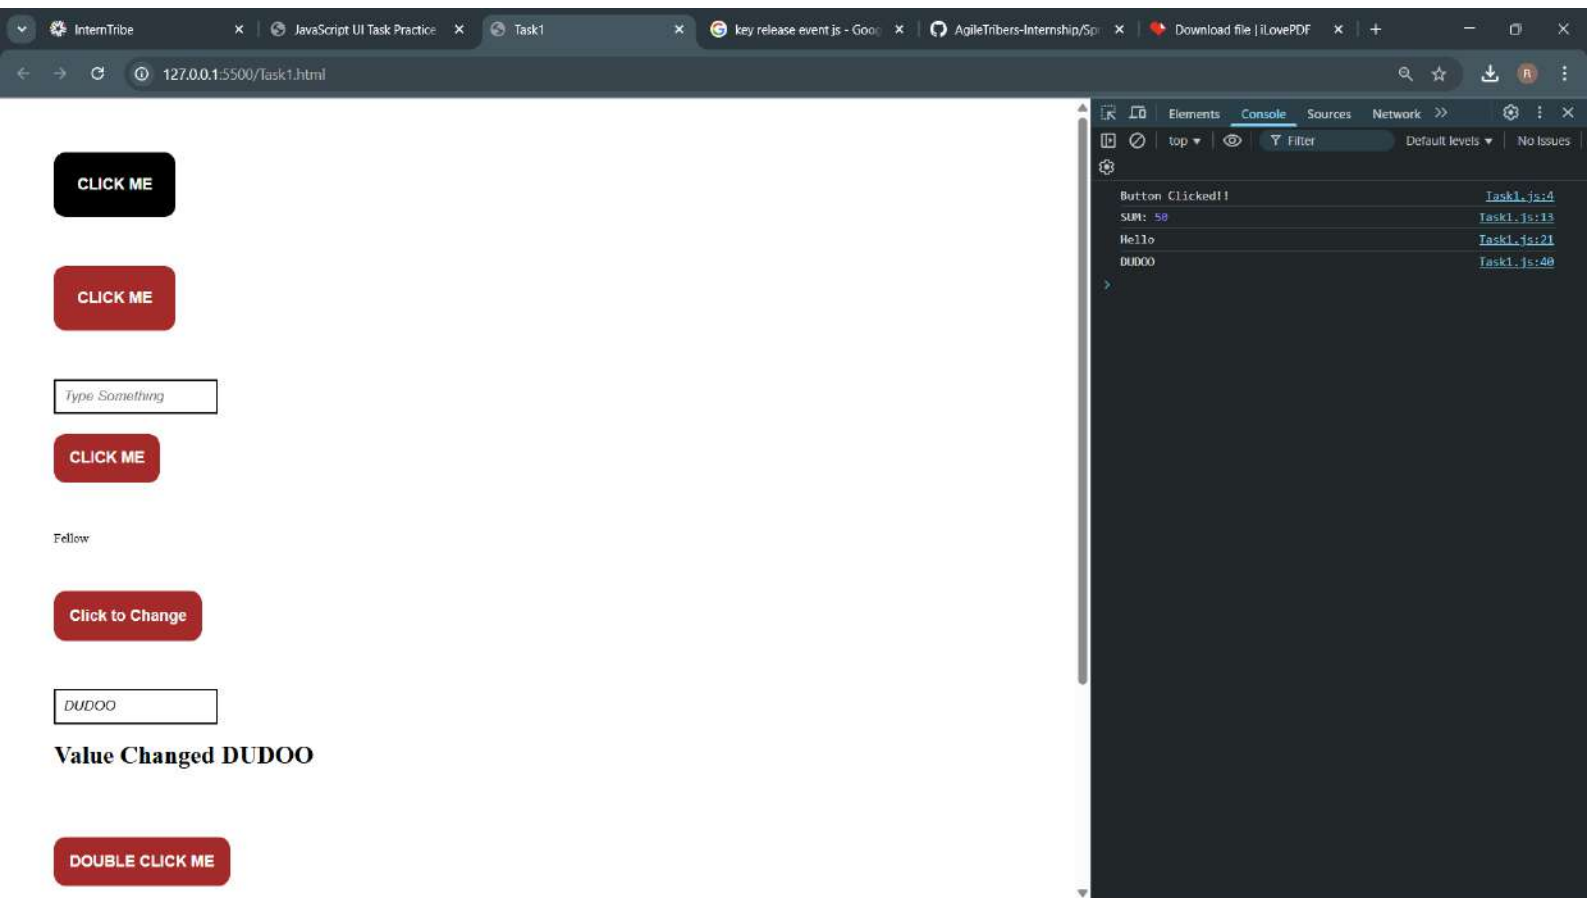 InternTribe
JavaScript UI Task Practice
Task1
key release event js - Goog
AgileTribers-Internship/Spr
Download file | iLovePDF
127.0.0.1:5500/Task1.html
R
Elements Console Sources Network
top Filter Default levels No Issues
CLICK ME
Button Clicked!! Task1.js:4
SUM: 50 Task1.js:13
Hello Task1.js:21
DUDOO Task1.js:40
CLICK ME
Type Something
CLICK ME
Fellow
Click to Change
DUDOO
Value Changed DUDOO
DOUBLE CLICK ME